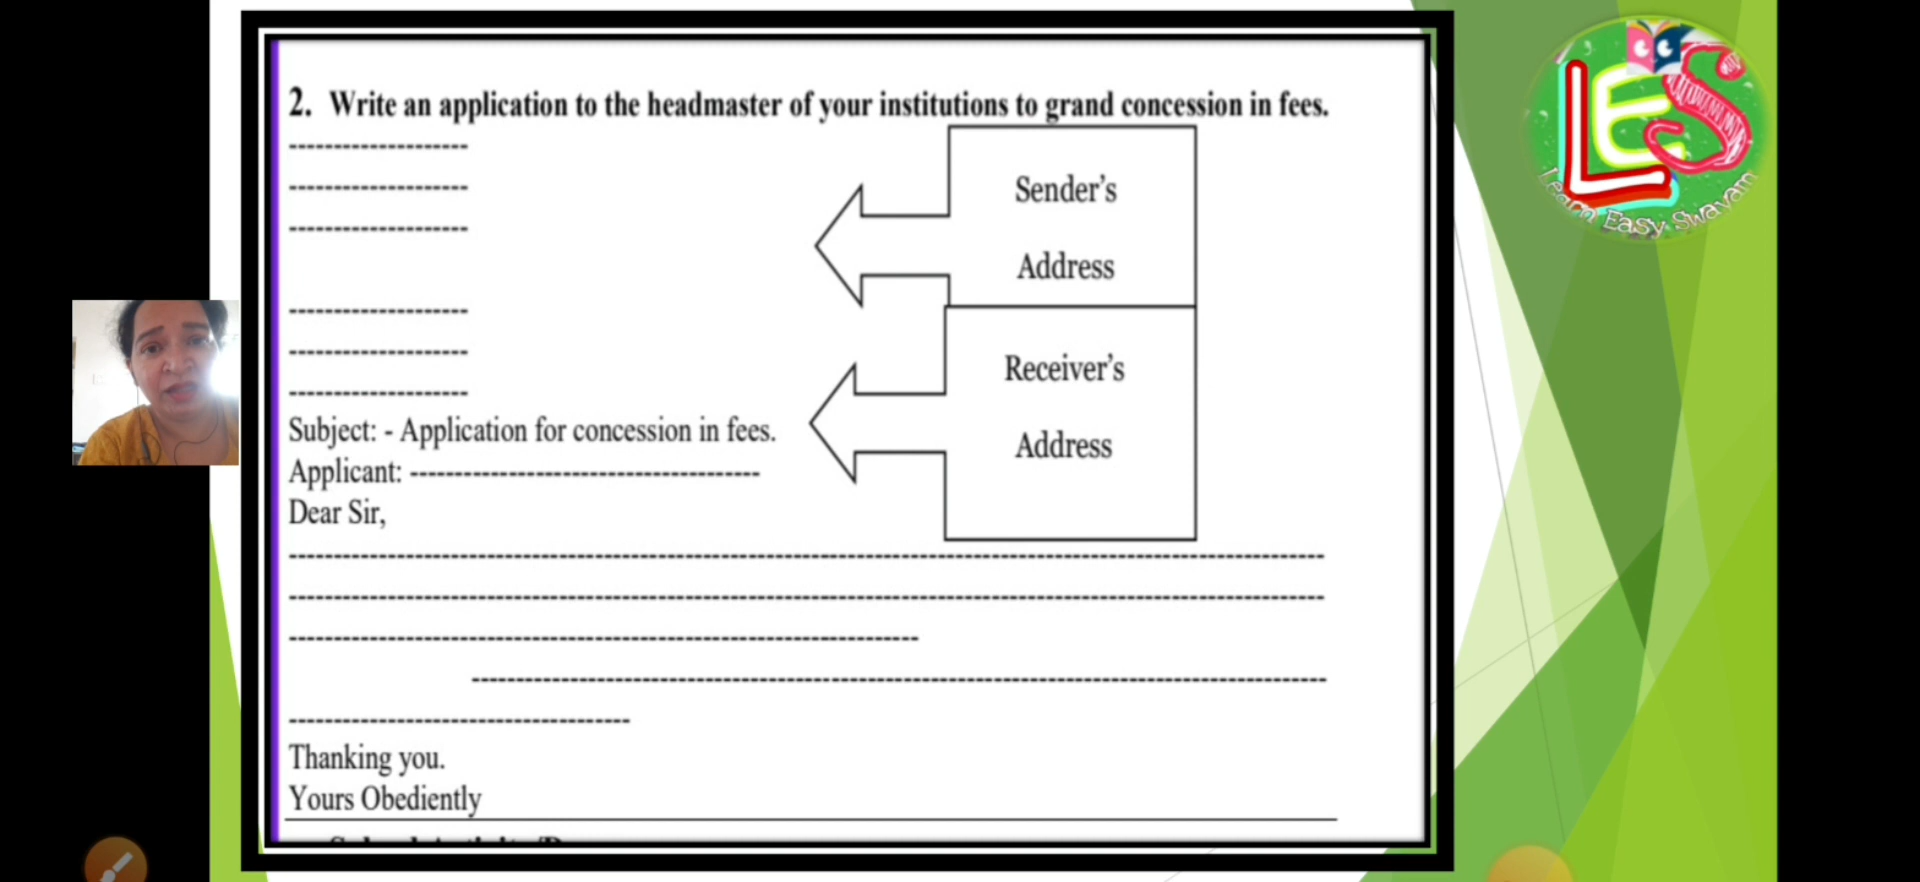 2. Write an application to the headmaster of your institutions to grand concession in fees.
--------------------
--------------------
--------------------
Sender's
Address
--------------------
--------------------
--------------------
Receiver's
Address
Subject: - Application for concession in fees.
Applicant: ---------------------------------------
Dear Sir,
Thanking you.
Yours Obediently
LES
Learn Easy Swayam